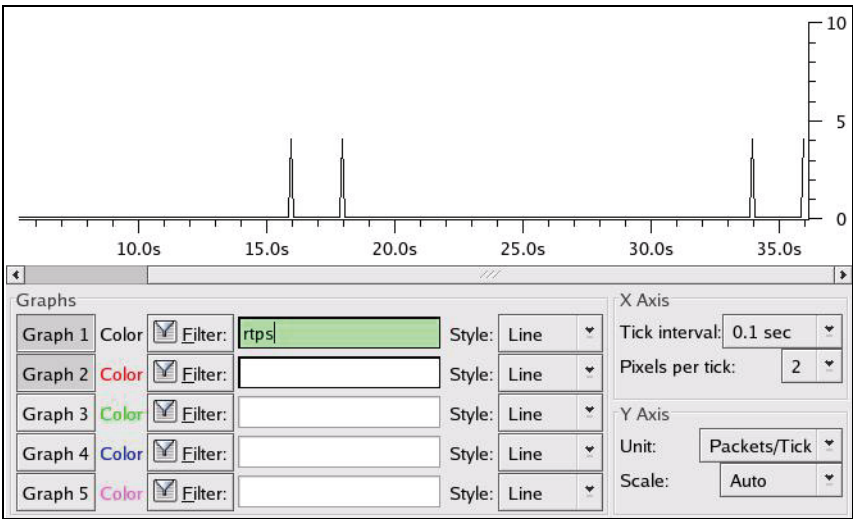 10
5
0
10.0s 15.0s 20.0s 25.0s 30.0s 35.0s
Graphs
Graph 1 Color Filter: rtps Style: Line
Graph 2 Color Filter: Style: Line
Graph 3 Color Filter: Style: Line
Graph 4 Color Filter: Style: Line
Graph 5 Color Filter: Style: Line
X Axis
Tick interval: 0.1 sec
Pixels per tick: 2
Y Axis
Unit: Packets/Tick
Scale: Auto